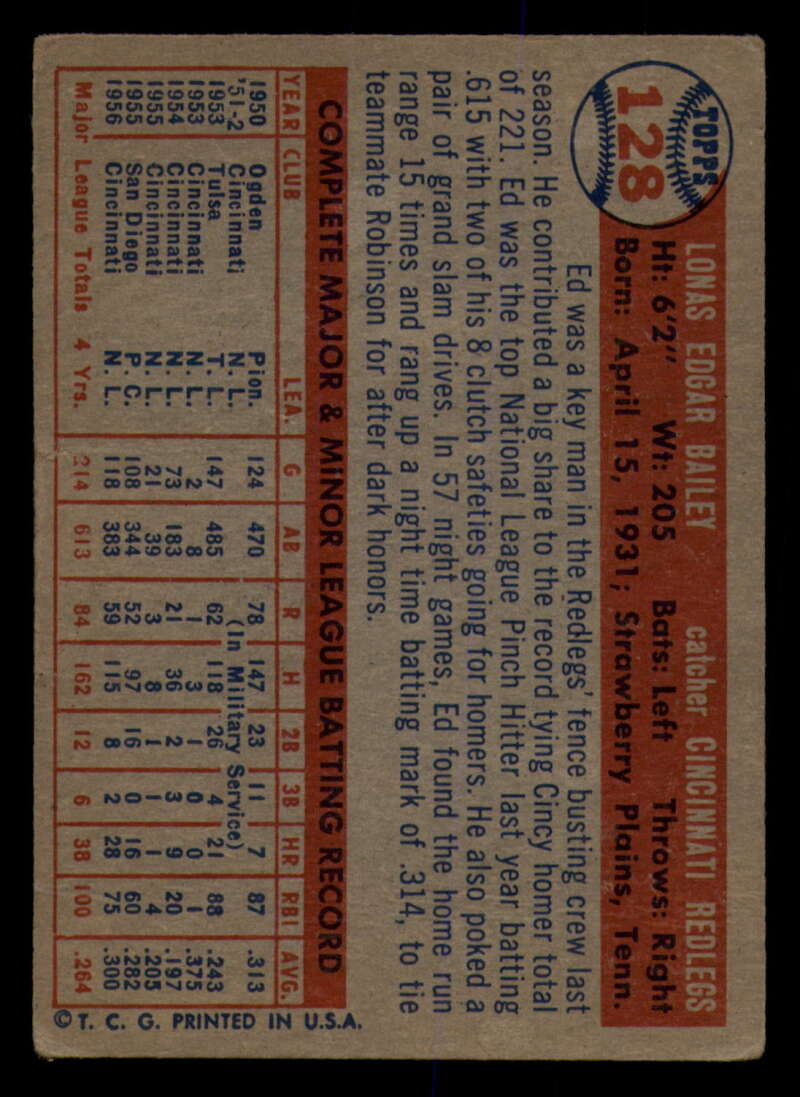 TOPPS
128
LONAS EDGAR BAILEY catcher CINCINNATI REDLEGS
Ht: 6'2" Wt: 205 Bats: Left Throws: Right
Born: April 15, 1931; Strawberry Plains, Tenn.
Ed was a key man in the Redlegs' fence busting crew last
season. He contributed a big share to the record tying Cincy homer total
of 221. Ed was the top National League Pinch Hitter last year batting
.615 with two of his 8 clutch safeties going for homers. He also poked a
pair of grand slam drives. In 57 night games, Ed found the home run
range 15 times and rang up a night time batting mark of .314, to tie
teammate Robinson for after dark honors.
COMPLETE MAJOR & MINOR LEAGUE BATTING RECORD
YEAR CLUB LEA. G AB R H 2B 3B HR RBI AVG.
1950 Ogden Pion. 124 470 78 147 23 11 7 87 .313
'51-2 Cincinnati N. L. (In Military Service)
1953 Tulsa T. L. 147 485 62 118 26 4 21 88 .243
1953 Cincinnati N. L. 2 8 1 3 1 0 0 1 .375
1954 Cincinnati N. L. 73 183 21 36 2 3 9 20 .197
1955 Cincinnati N. L. 21 39 3 8 1 1 1 4 .205
1955 San Diego P. C. 108 344 52 97 16 0 16 60 .282
1956 Cincinnati N. L. 118 383 59 115 8 2 28 75 .300
Major League Totals 4 Yrs. 214 613 84 162 12 6 38 100 .264
© T. C. G. PRINTED IN U.S.A.